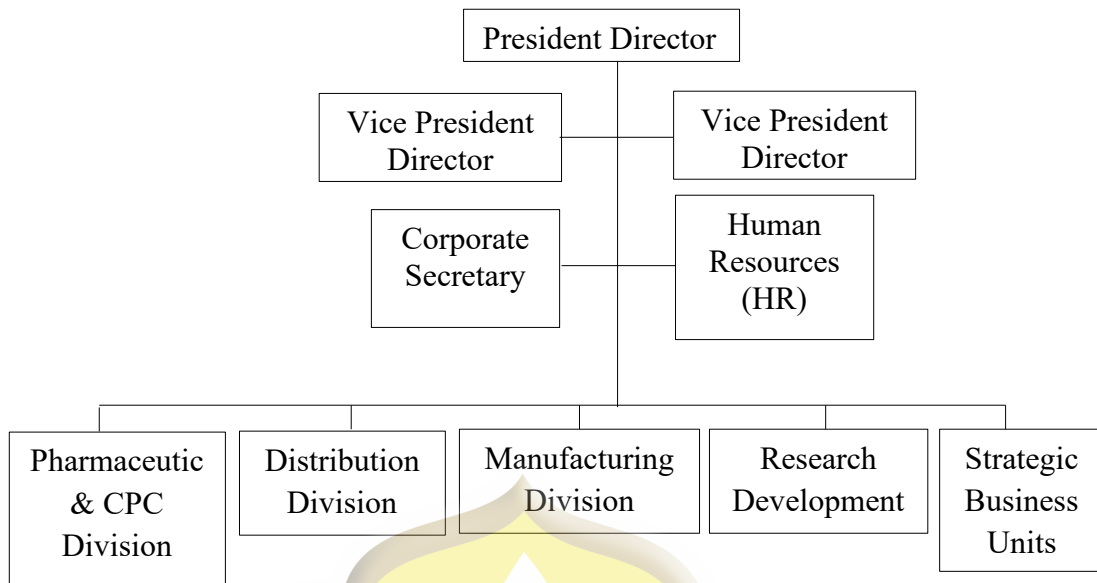 President Director
Vice President
Director
Vice President
Director
Corporate
Secretary
Human
Resources
(HR)
Pharmaceutic
& CPC
Division
Distribution
Division
Manufacturing
Division
Research
Development
Strategic
Business
Units